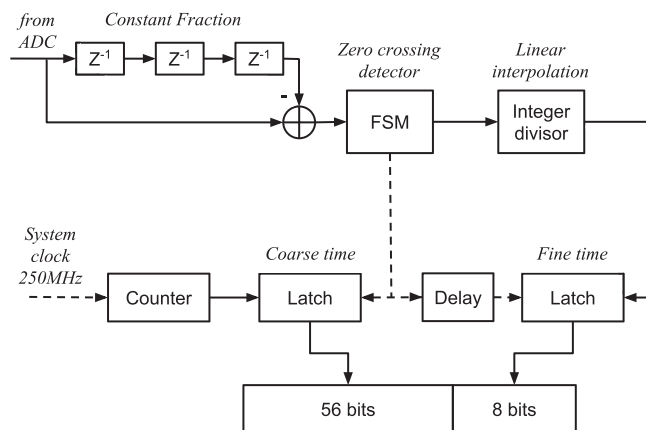 from
ADC
Constant Fraction
Z-1
Z-1
Z-1
-
Zero crossing
detector
Linear
interpolation
FSM
Integer
divisor
System
clock
250MHz
Coarse time
Fine time
Counter
Latch
Delay
Latch
56 bits
8 bits